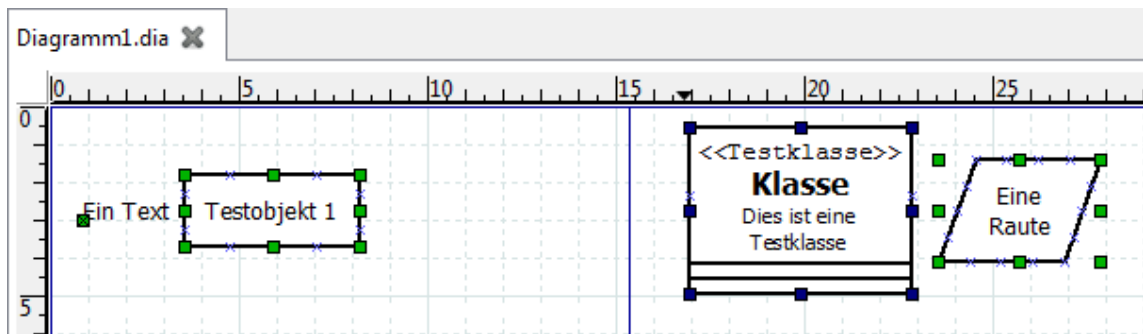 Diagramm1.dia
0 5 10 15 20 25
0
5
Ein Text
Testobjekt 1
<<Testklasse>>
Klasse
Dies ist eine
Testklasse
Eine
Raute